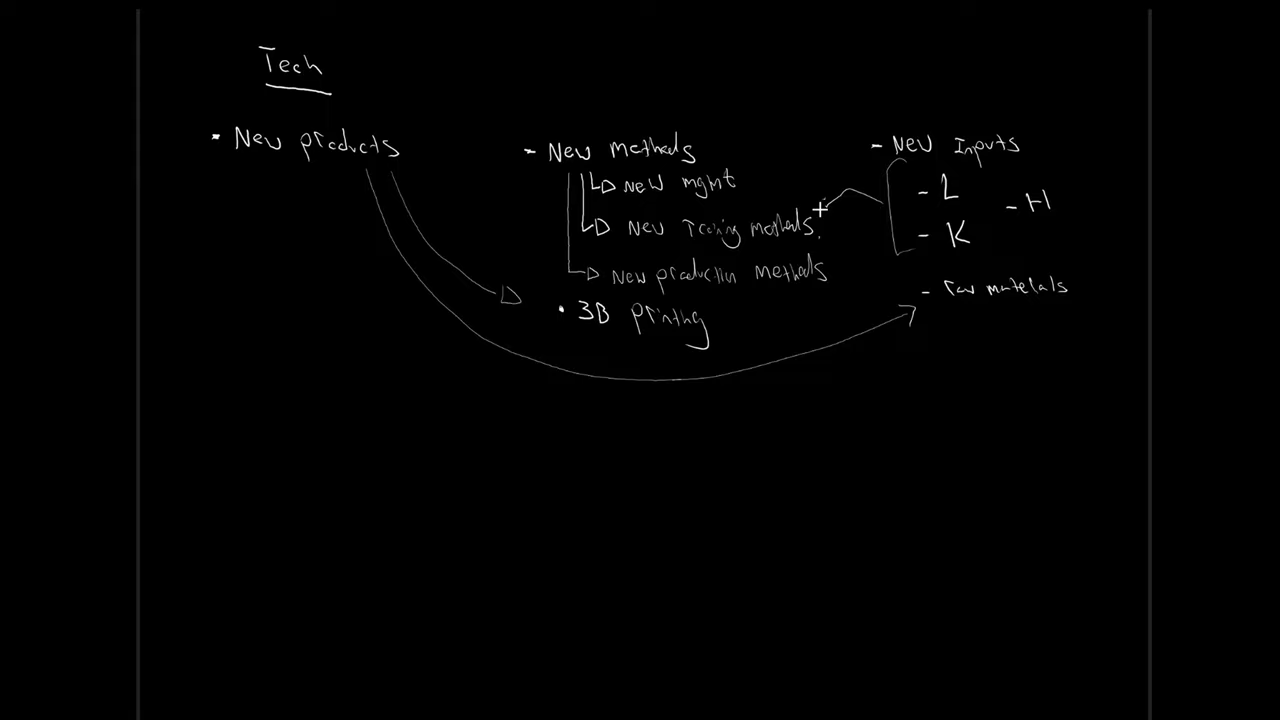 Tech
- New products
- New methods
New mgmt
New Training methods
New production methods
• 3D printing
- New Inputs
- L
- H
- K
- raw materials